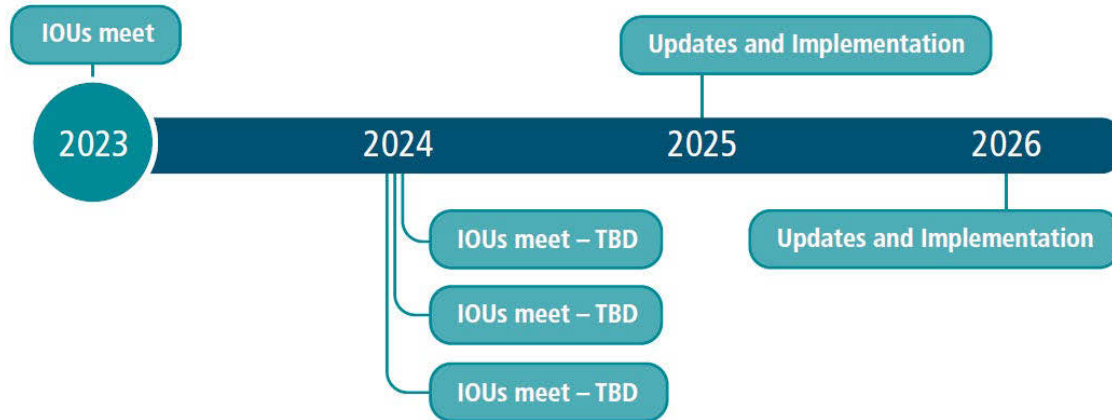 IOUs meet
Updates and Implementation
2023
2024
2025
2026
IOUs meet – TBD
Updates and Implementation
IOUs meet – TBD
IOUs meet – TBD